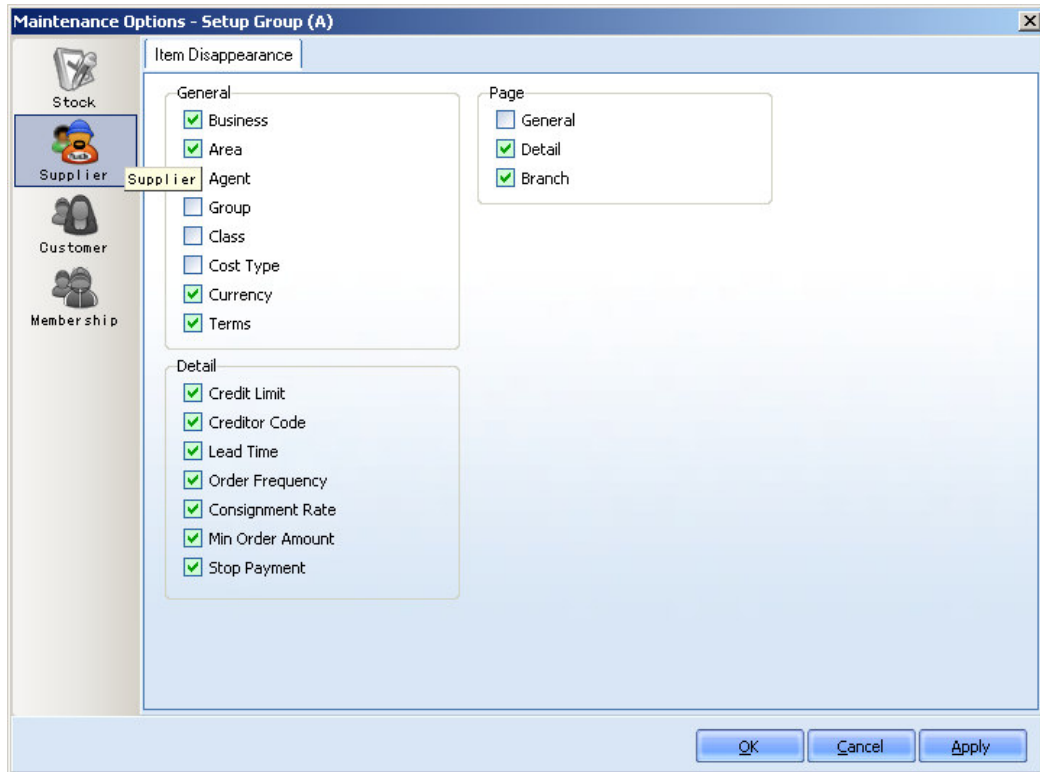 Maintenance Options - Setup Group (A)
Stock
Supplier
Customer
Membership
Supplier
Item Disappearance
General
Business
Area
Agent
Group
Class
Cost Type
Currency
Terms
Detail
Credit Limit
Creditor Code
Lead Time
Order Frequency
Consignment Rate
Min Order Amount
Stop Payment
Page
General
Detail
Branch
OK
Cancel
Apply